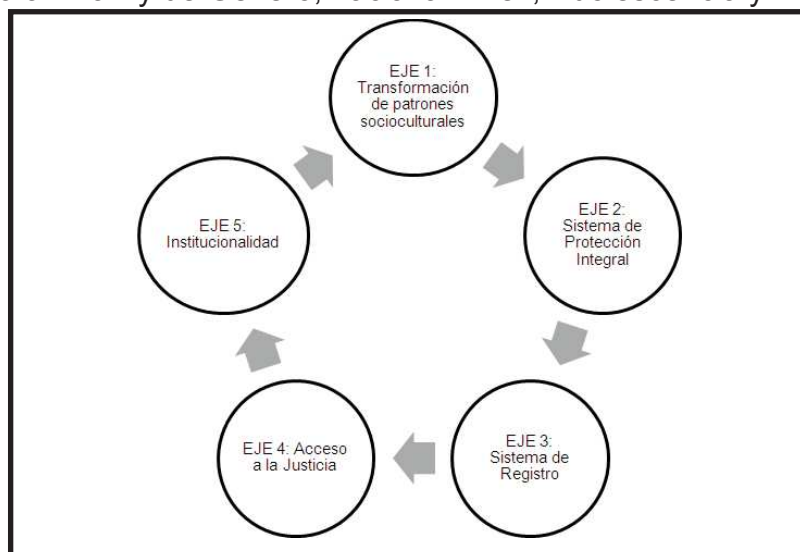 EJE 1:
Transformación
de patrones
socioculturales
EJE 2:
Sistema de
Protección
Integral
EJE 3:
Sistema de
Registro
EJE 4: Acceso
a la Justicia
EJE 5:
Institucionalidad